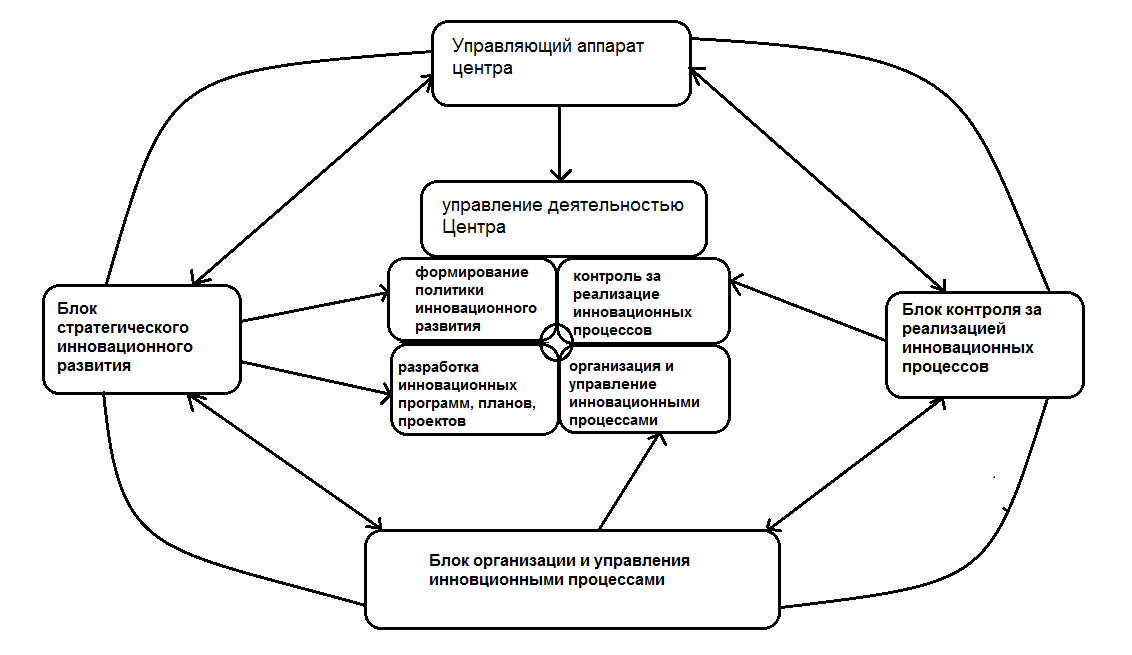 Управляющий аппарат
центра
управление деятельностью
Центра
формирование
политики
инновационного
развития
контроль за
реализацие
инновационных
процессов
Блок
стратегического
инновационного
развития
Блок контроля за
реализацией
инновационных
процессов
разработка
инновационных
программ, планов,
проектов
организация и
управление
инновационными
процессами
Блок организации и управления
инновционными процессами